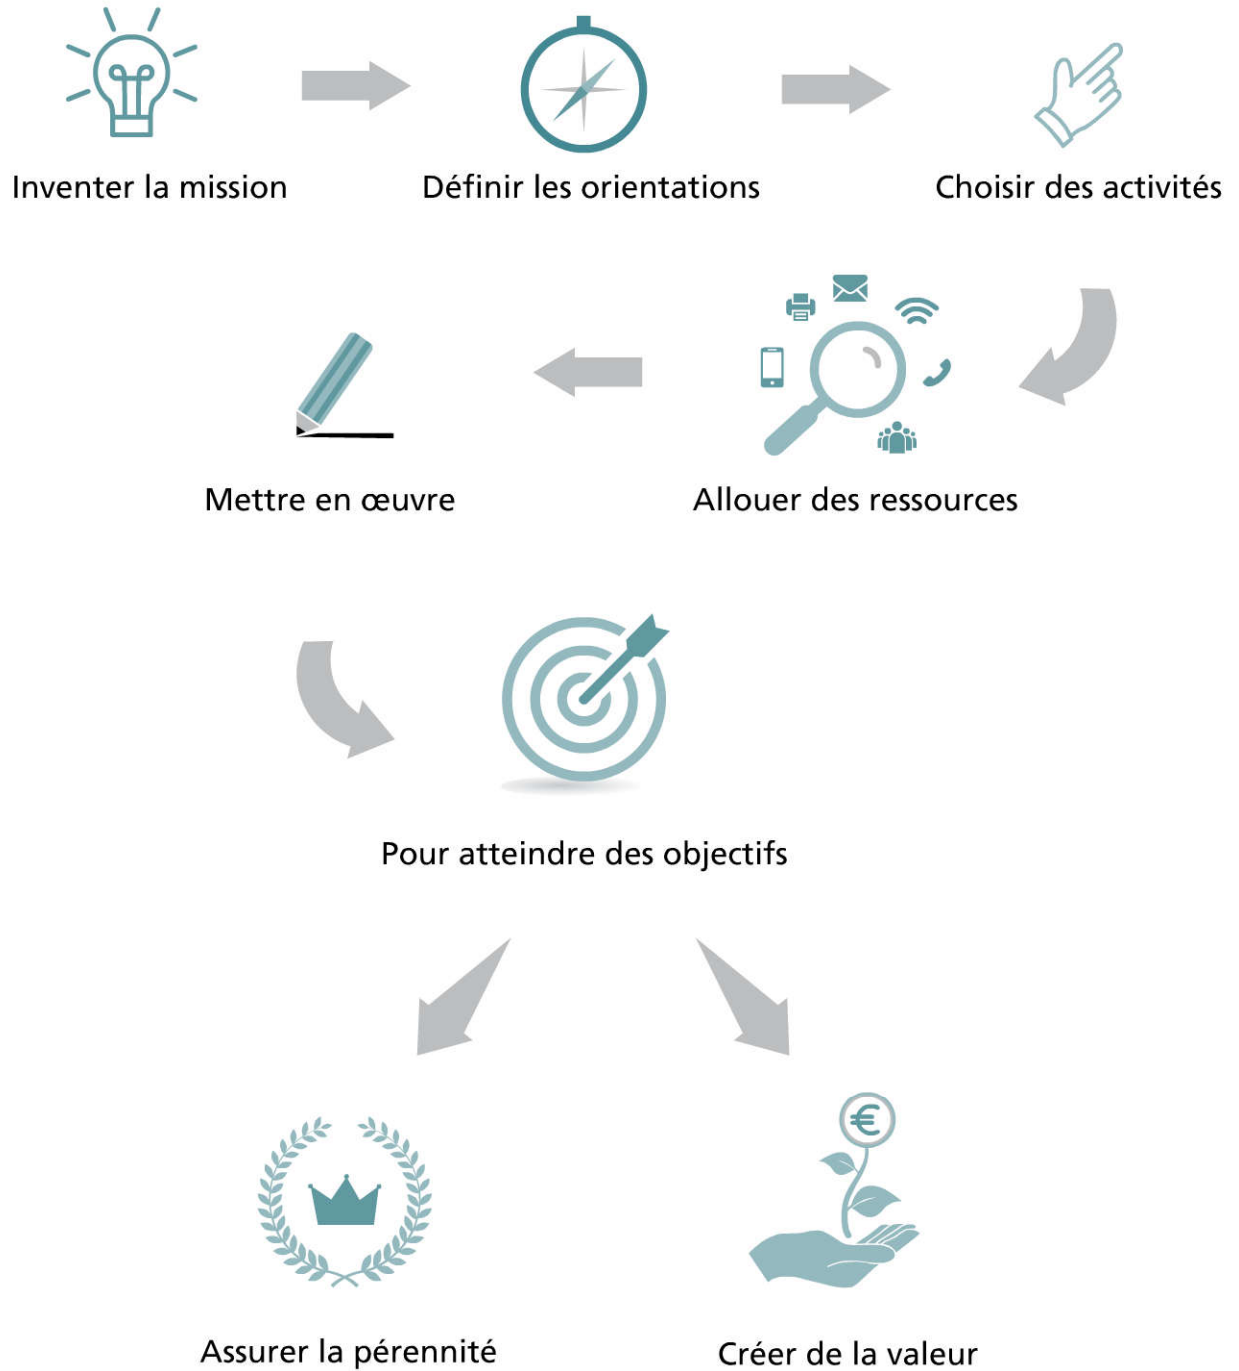 Inventer la mission
Définir les orientations
Choisir des activités
Mettre en œuvre
Allouer des ressources
Pour atteindre des objectifs
€
Assurer la pérennité
Créer de la valeur